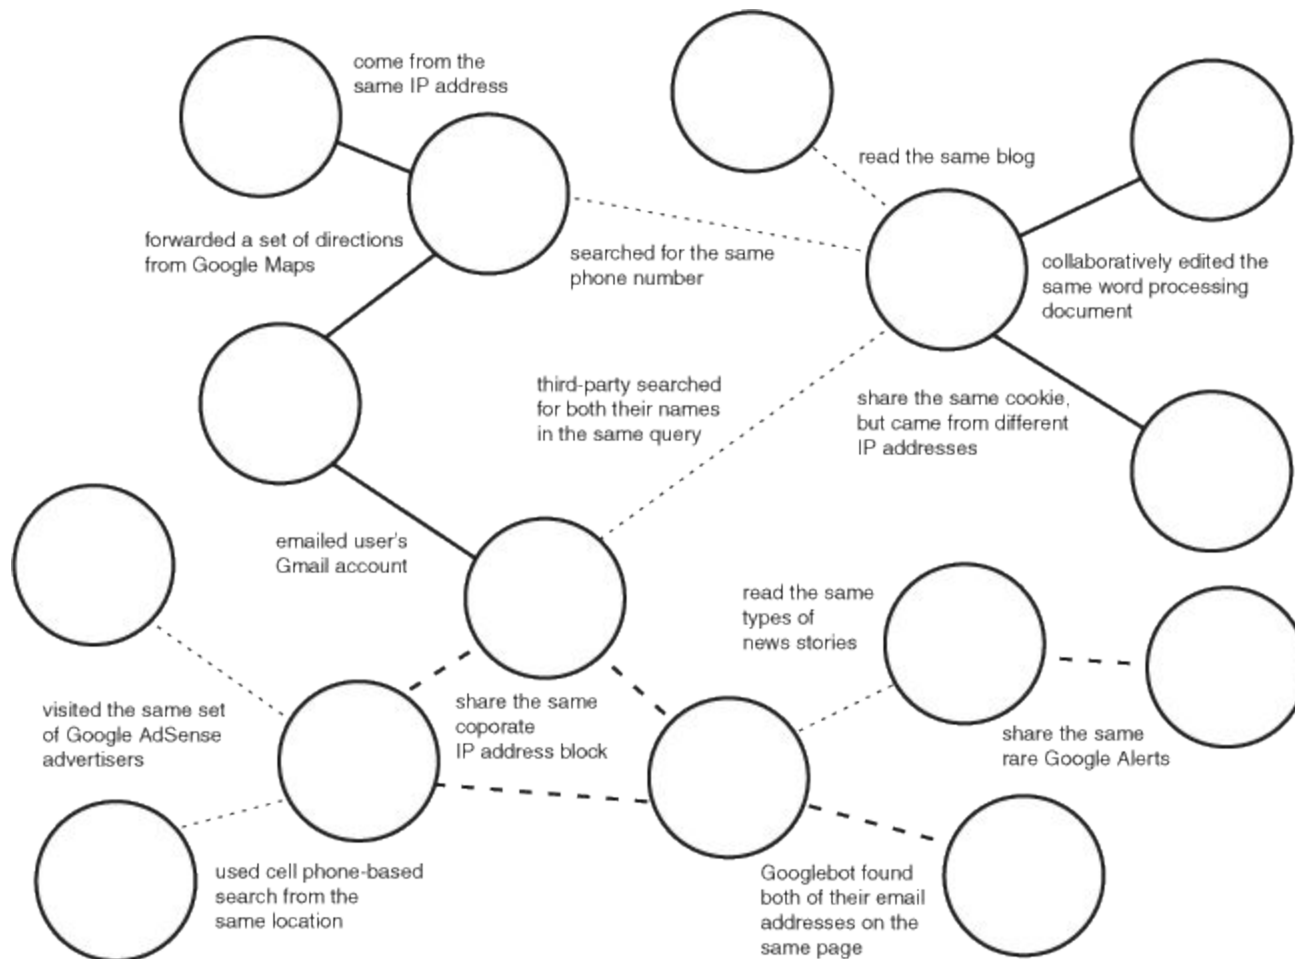 come from the
same IP address
read the same blog
forwarded a set of directions
from Google Maps
searched for the same
phone number
collaboratively edited the
same word processing
document
third-party searched
for both their names
in the same query
share the same cookie,
but came from different
IP addresses
emailed user's
Gmail account
read the same
types of
news stories
visited the same set
of Google AdSense
advertisers
share the same
coporate
IP address block
share the same
rare Google Alerts
used cell phone-based
search from the
same location
Googlebot found
both of their email
addresses on the
same page